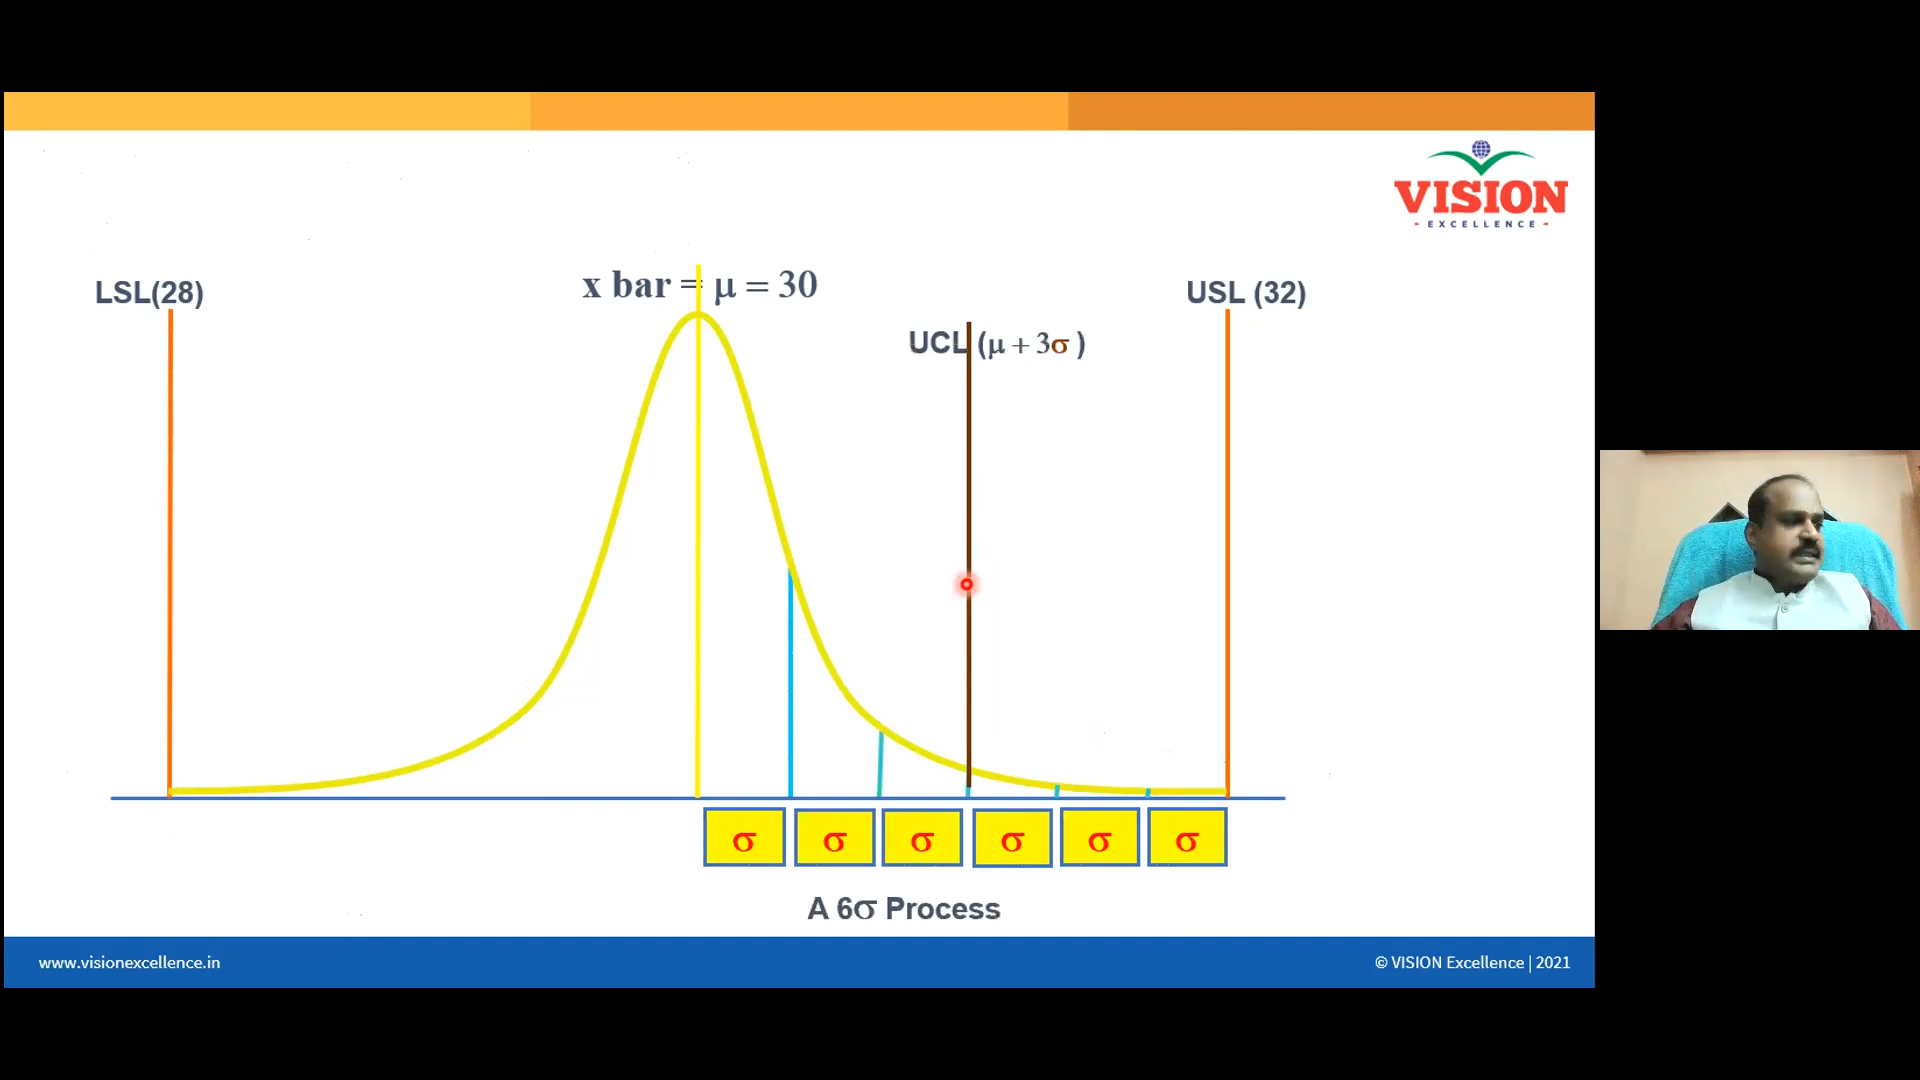 VISION
EXCELLENCE
LSL(28)
x bar = μ = 30
USL (32)
UCL (μ + 3σ )
σ σ σ σ σ σ
A 6σ Process
www.visionexcellence.in
© VISION Excellence | 2021